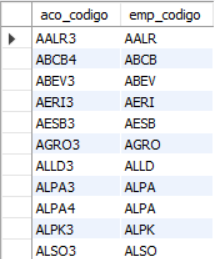 aco_codigo emp_codigo
AALR3 AALR
ABCB4 ABCB
ABEV3 ABEV
AERI3 AERI
AESB3 AESB
AGRO3 AGRO
ALLD3 ALLD
ALPA3 ALPA
ALPA4 ALPA
ALPK3 ALPK
ALSO3 ALSO